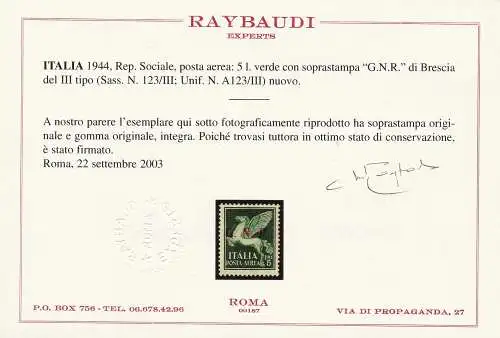 RAYBAUDI
EXPERTS
ITALIA 1944, Rep. Sociale, posta aerea: 5 l. verde con soprastampa “G.N.R.” di Brescia
del III tipo (Sass. N. 123/III; Unif. N. A123/III) nuovo.
A nostro parere l'esemplare qui sotto fotograficamente riprodotto ha soprastampa origi-
nale e gomma originale, integra. Poiché trovasi tuttora in ottimo stato di conservazione,
è stato firmato.
Roma, 22 settembre 2003
ITALIA
POSTA AEREA
5
P.O. BOX 756 - TEL. 06.678.42.96
ROMA
00187
VIA DI PROPAGANDA, 27